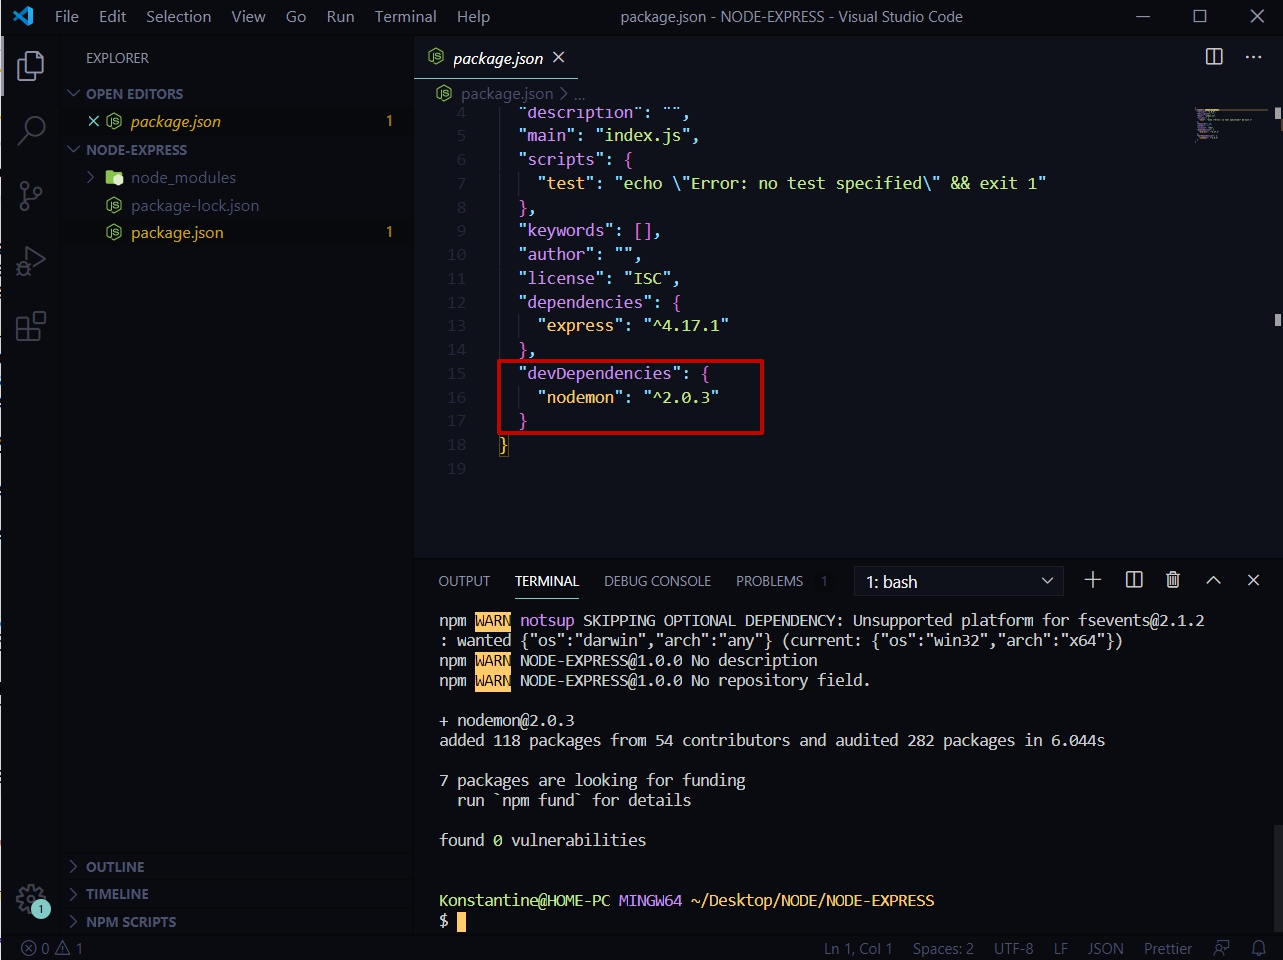 File Edit Selection View Go Run Terminal Help
package.json - NODE-EXPRESS - Visual Studio Code
EXPLORER
OPEN EDITORS
package.json 1
NODE-EXPRESS
node_modules
package-lock.json
package.json 1
OUTLINE
TIMELINE
NPM SCRIPTS
1
package.json
package.json > ...
4 "description": "",
5 "main": "index.js",
6 "scripts": {
7 "test": "echo \"Error: no test specified\" && exit 1"
8 },
9 "keywords": [],
10 "author": "",
11 "license": "ISC",
12 "dependencies": {
13 "express": "^4.17.1"
14 },
15 "devDependencies": {
16 "nodemon": "^2.0.3"
17 }
18 }
19
OUTPUT TERMINAL DEBUG CONSOLE PROBLEMS 1 1: bash
npm WARN notsup SKIPPING OPTIONAL DEPENDENCY: Unsupported platform for fsevents@2.1.2
: wanted {"os":"darwin","arch":"any"} (current: {"os":"win32","arch":"x64"})
npm WARN NODE-EXPRESS@1.0.0 No description
npm WARN NODE-EXPRESS@1.0.0 No repository field.
+ nodemon@2.0.3
added 118 packages from 54 contributors and audited 282 packages in 6.044s
7 packages are looking for funding
run `npm fund` for details
found 0 vulnerabilities
Konstantine@HOME-PC MINGW64 ~/Desktop/NODE/NODE-EXPRESS
$
0 1 Ln 1, Col 1 Spaces: 2 UTF-8 LF JSON Prettier